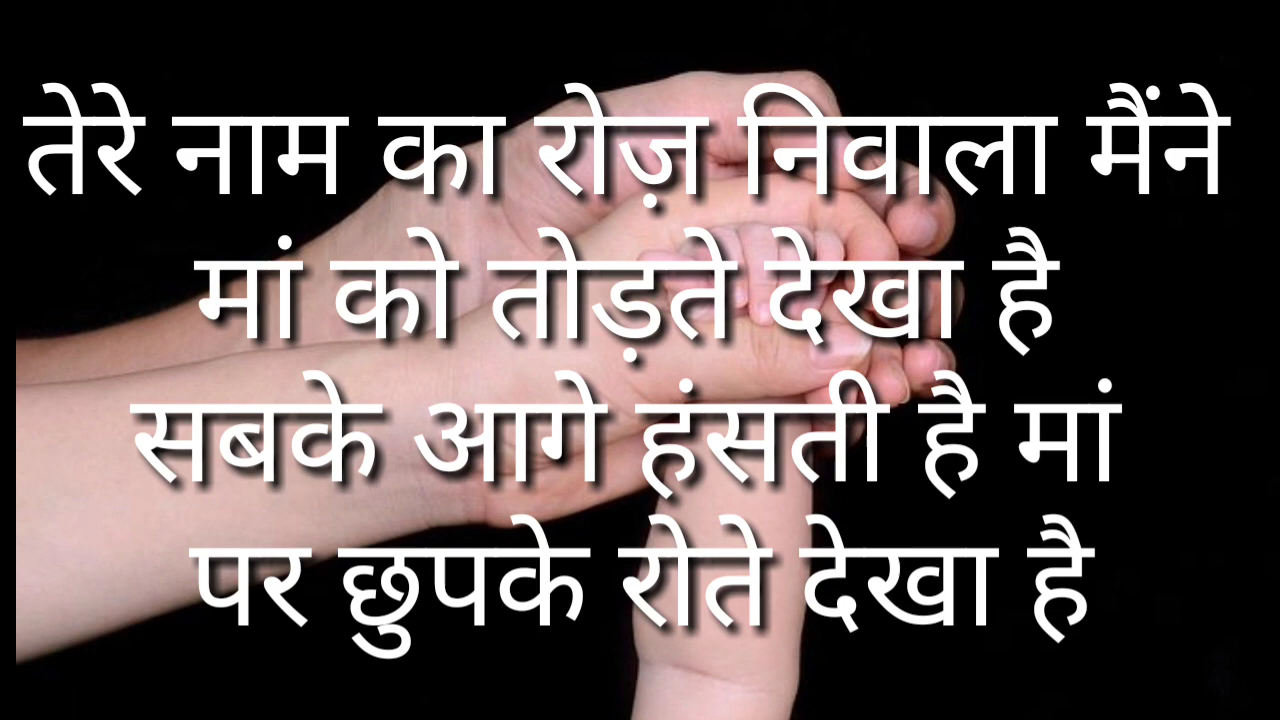 तेरे नाम का रोज़ निवाला मैंने
मां को तोड़ते देखा है
सबके आगे हंसती है मां
पर छुपके रोते देखा है